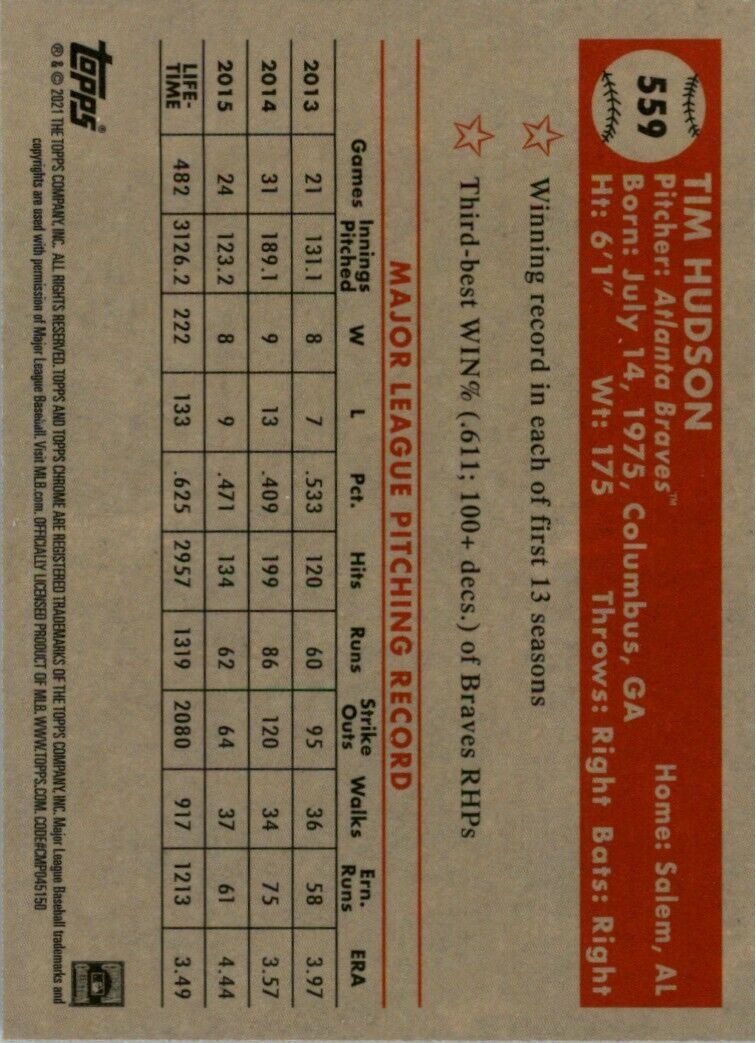 559
TIM HUDSON
Pitcher: Atlanta Braves™ Home: Salem, AL
Born: July 14, 1975, Columbus, GA
Ht: 6'1" Wt: 175 Throws: Right Bats: Right
Winning record in each of first 13 seasons
Third-best WIN% (.611; 100+ decs.) of Braves RHPs
MAJOR LEAGUE PITCHING RECORD
Games Innings Pitched W L Pct. Hits Runs Strike Outs Walks Ern. Runs ERA
2013 21 131.1 8 7 .533 120 60 95 36 58 3.97
2014 31 189.1 9 13 .409 199 86 120 34 75 3.57
2015 24 123.2 8 9 .471 134 62 64 37 61 4.44
LIFE-TIME 482 3126.2 222 133 .625 2957 1319 2080 917 1213 3.49
topps®
® & © 2021 THE TOPPS COMPANY, INC. ALL RIGHTS RESERVED. TOPPS AND TOPPS CHROME ARE REGISTERED TRADEMARKS OF THE TOPPS COMPANY, INC. Major League Baseball trademarks and
copyrights are used with permission of Major League Baseball. Visit MLB.com. OFFICIALLY LICENSED PRODUCT OF MLB. WWW.TOPPS.COM. CODE#CMP045150